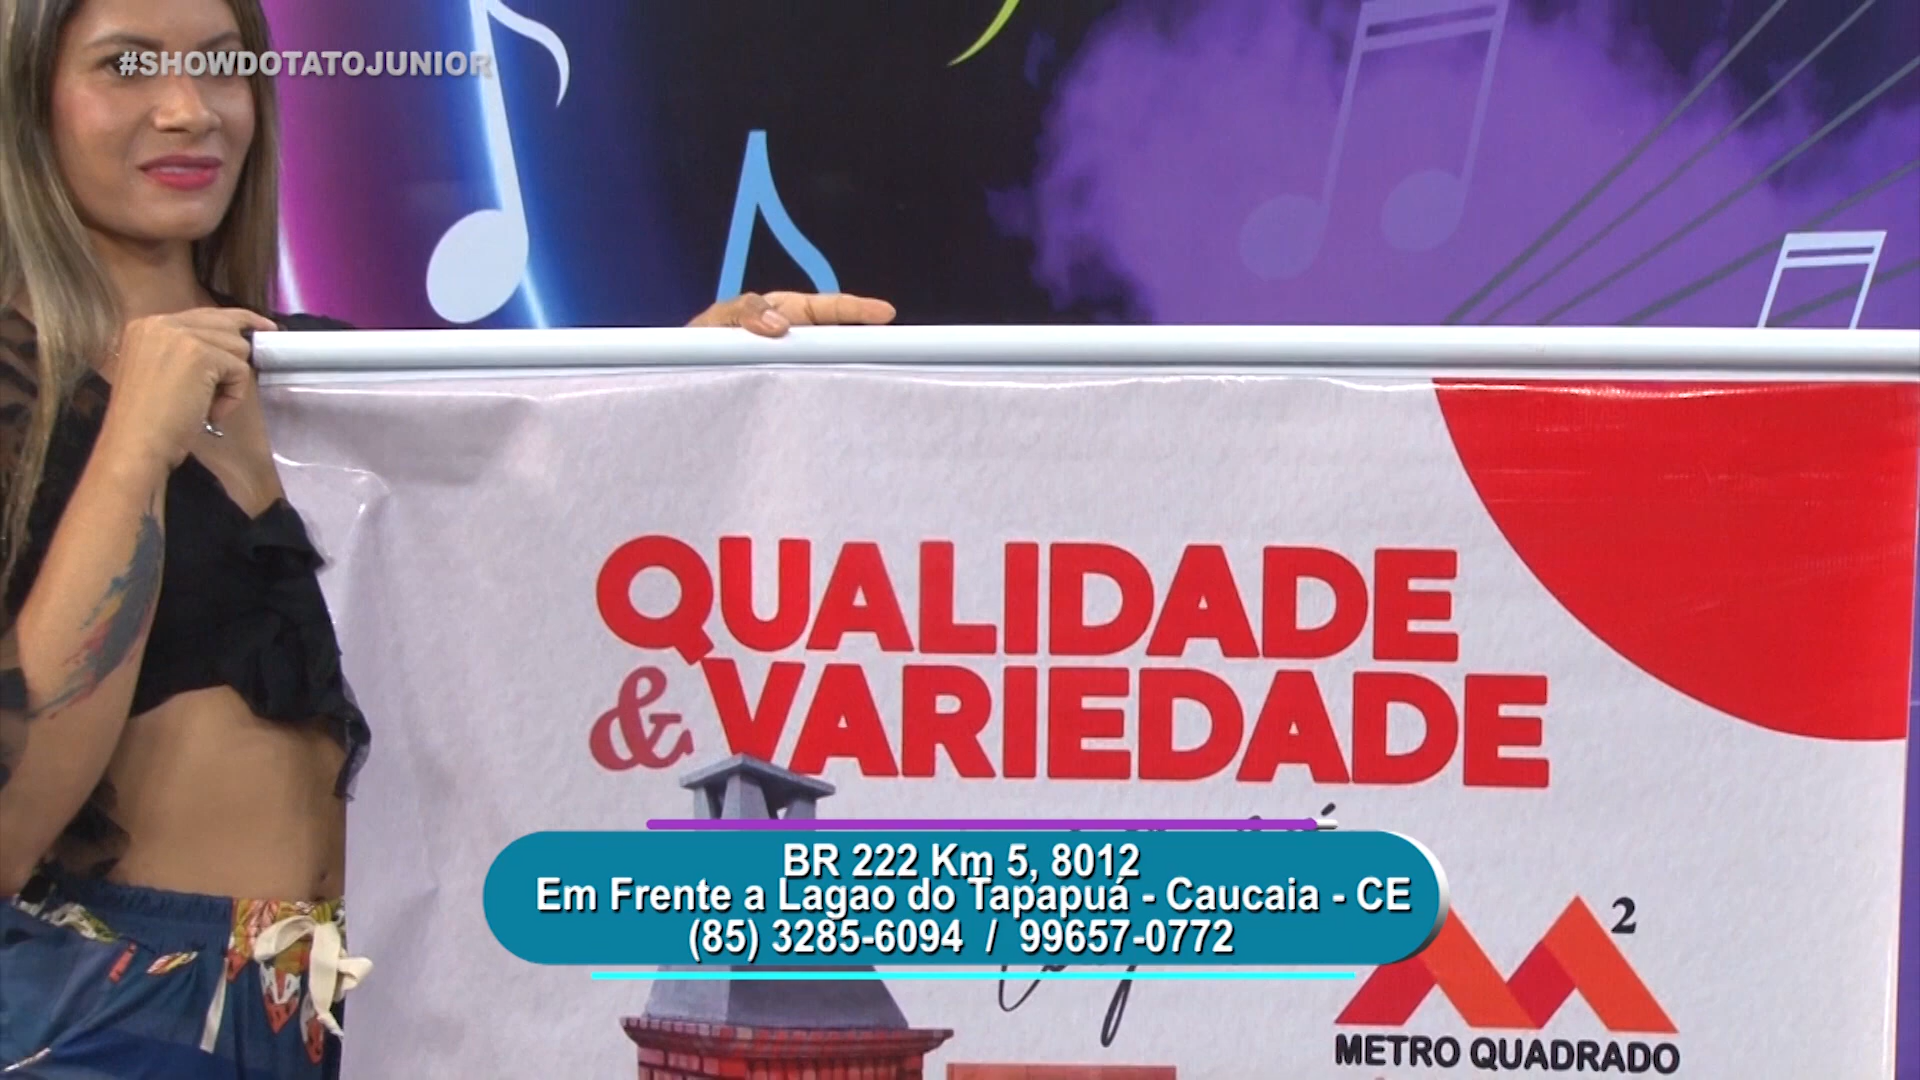 #SHOWDOTATOJUNIOR
QUALIDADE
& VARIEDADE
BR 222 Km 5, 8012
Em Frente a Lagao do Tapapuá - Caucaia - CE
(85) 3285-6094 / 99657-0772
M²
METRO QUADRADO